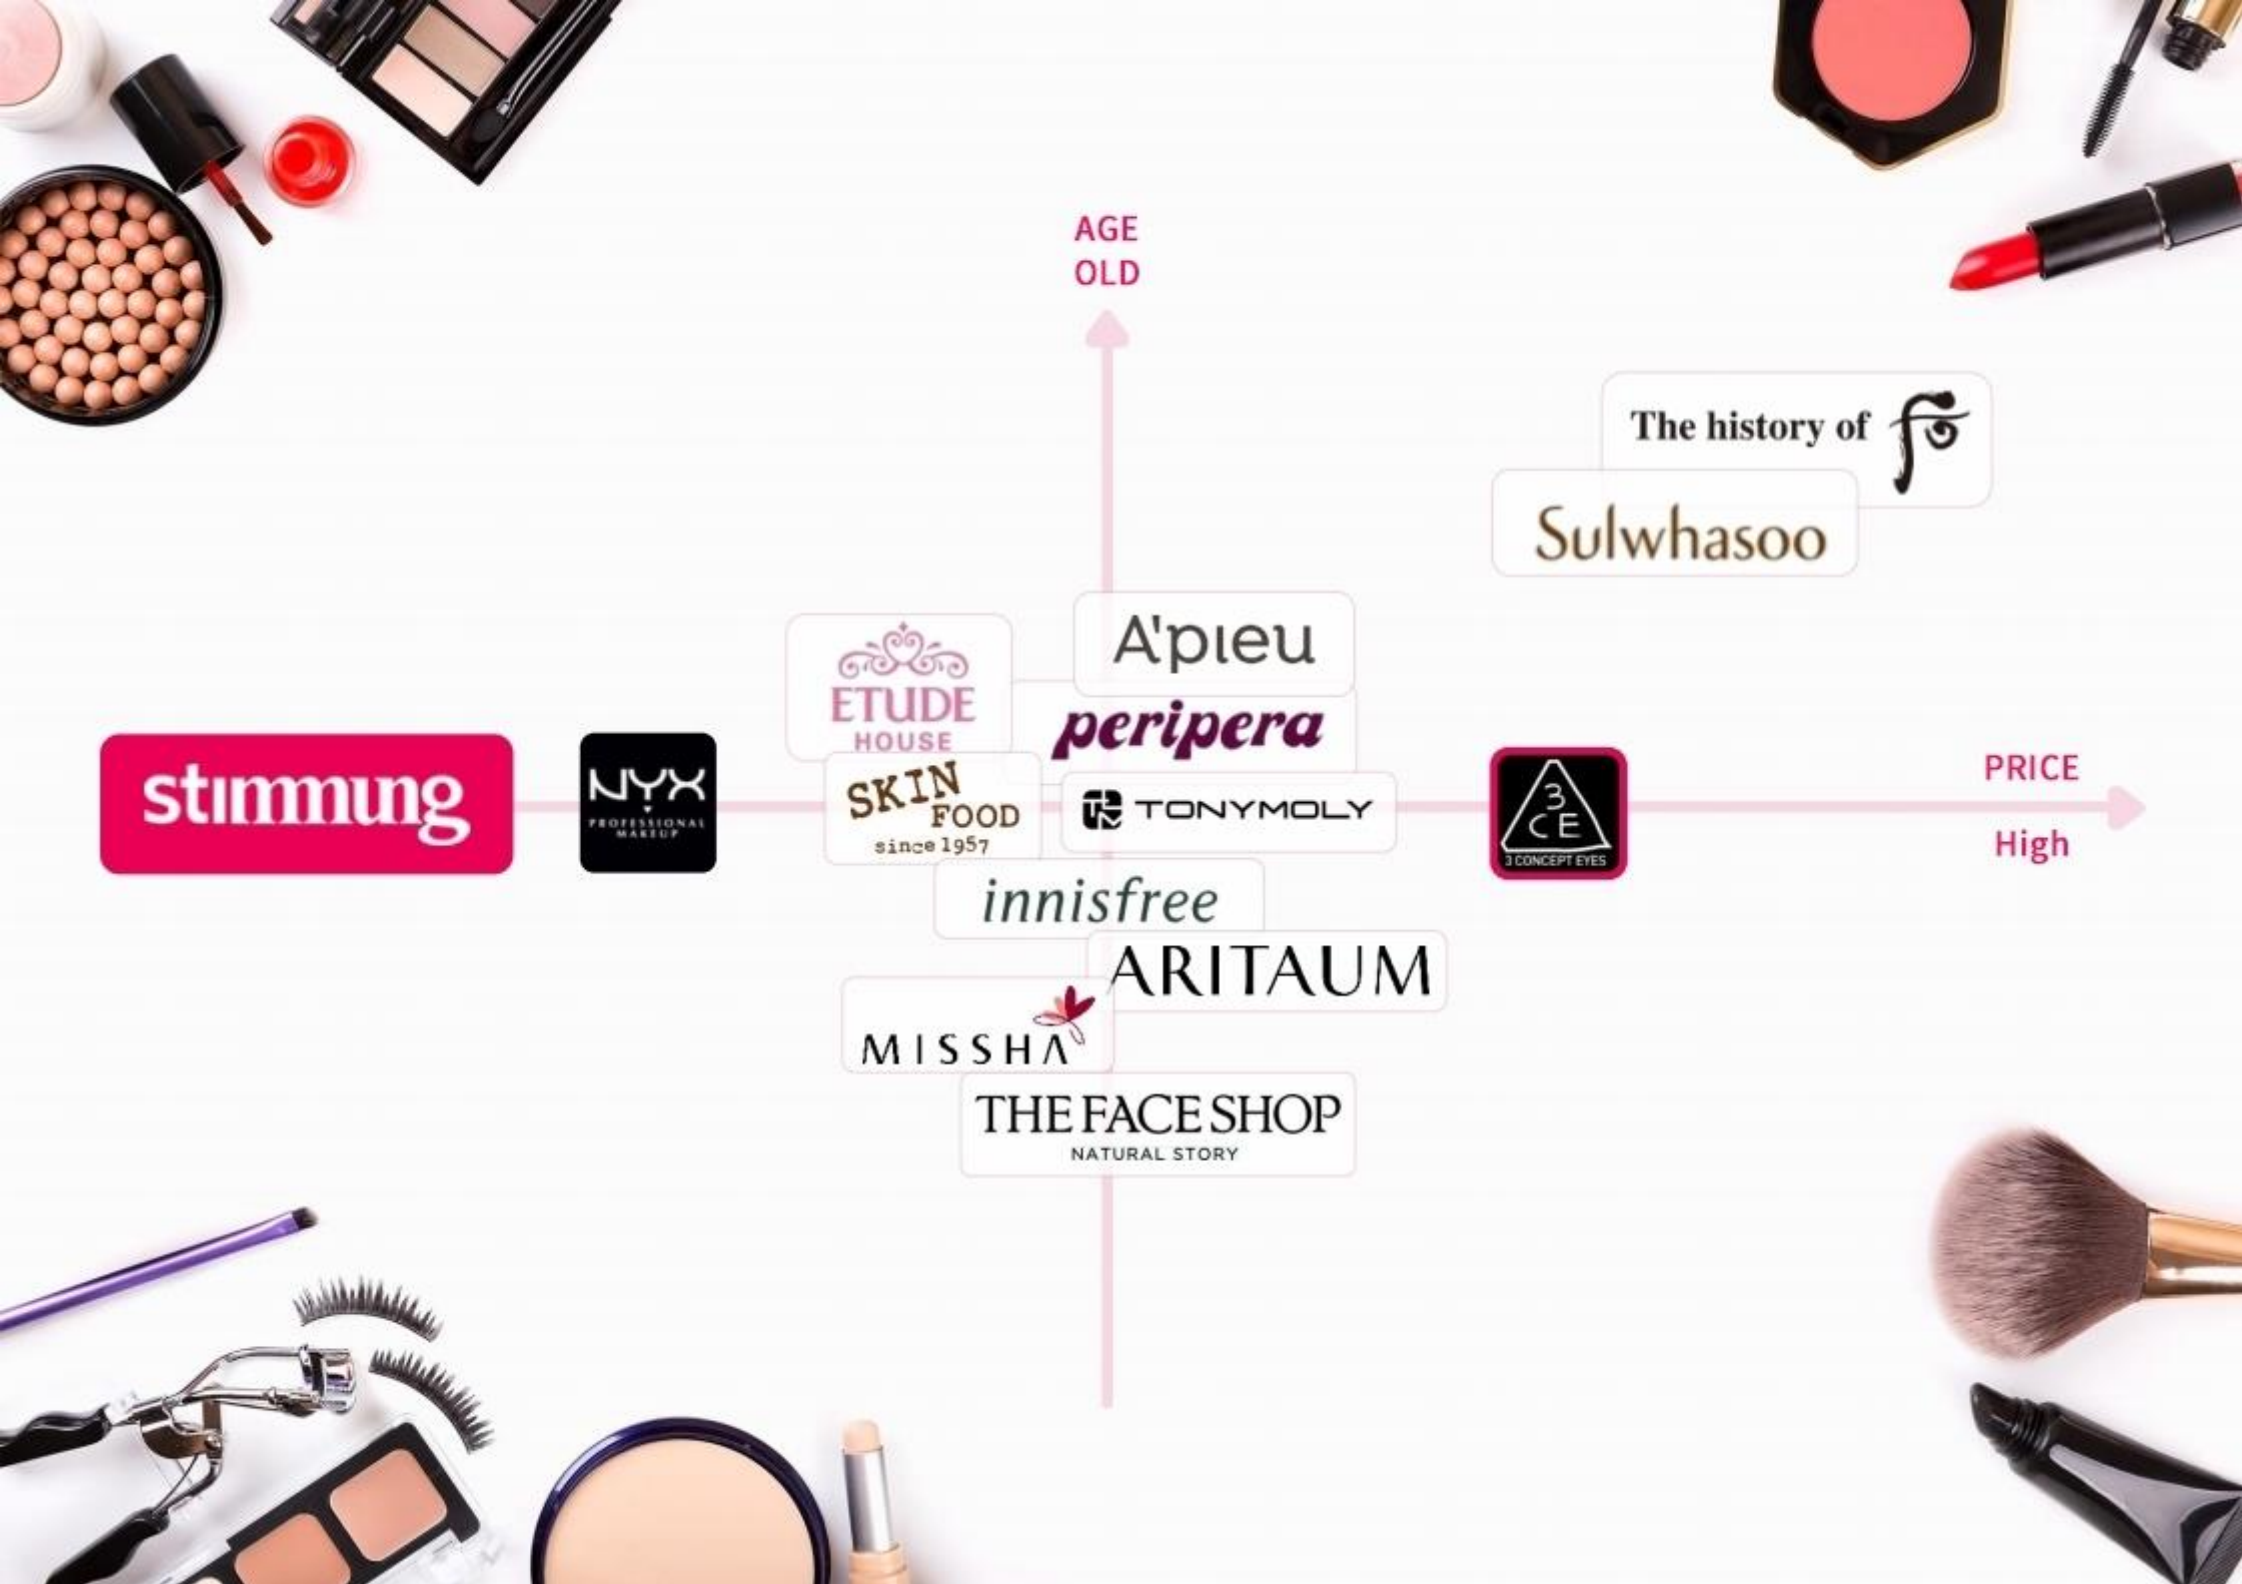 AGE
OLD
The history of 后
Sulwhasoo
A'pieu
ETUDE
HOUSE
peripera
stimmung
NYX
PROFESSIONAL
MAKEUP
SKIN
FOOD
since 1957
TONYMOLY
3
CE
3 CONCEPT EYES
PRICE
High
innisfree
ARITAUM
MISSHA
THE FACE SHOP
NATURAL STORY